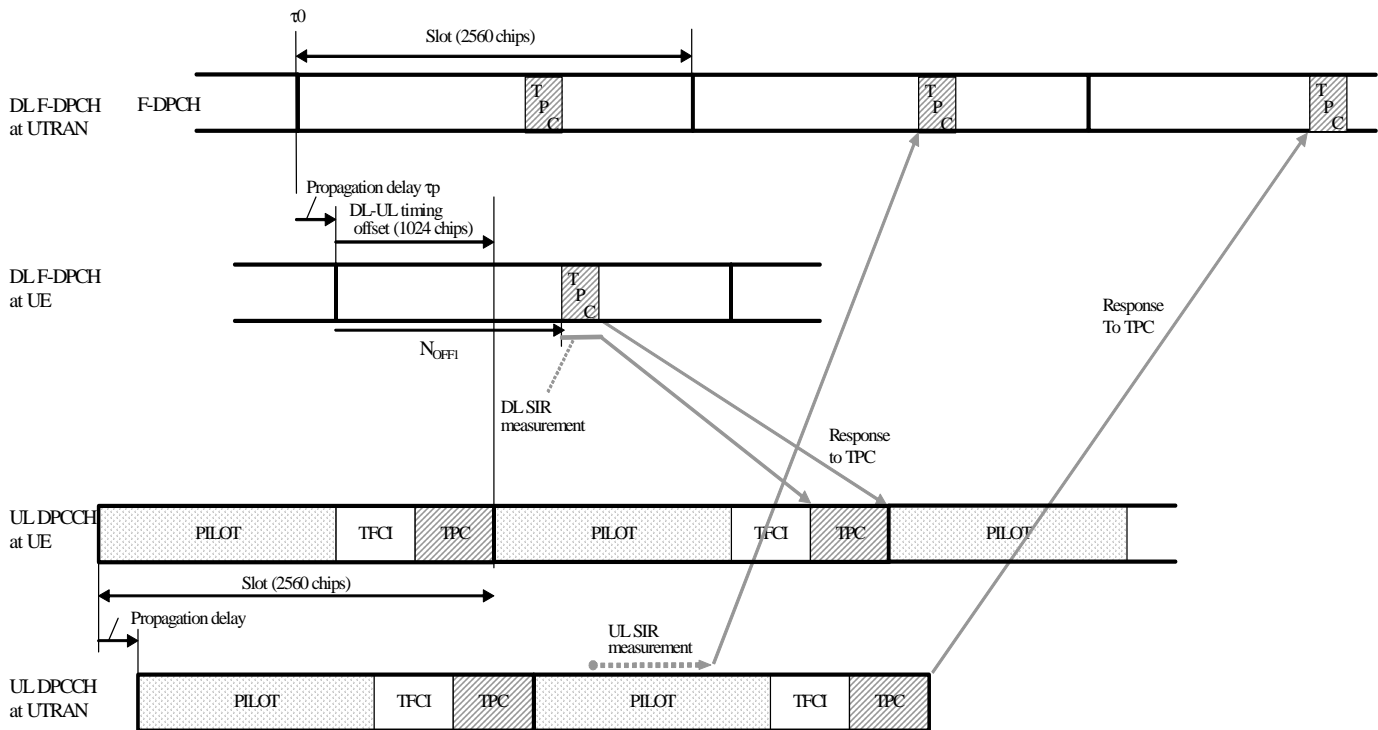 τ0
Slot (2560 chips)
DL F-DPCH
at UTRAN
F-DPCH
T
P
C
T
P
C
T
P
C
Propagation delay τp
DL-UL timing
offset (1024 chips)
DL F-DPCH
at UE
T
P
C
N_OFF1
DL SIR
measurement
Response
To TPC
Response
to TPC
UL DPCCH
at UE
PILOT
TFCI
TPC
PILOT
TFCI
TPC
PILOT
Slot (2560 chips)
Propagation delay
UL SIR
measurement
UL DPCCH
at UTRAN
PILOT
TFCI
TPC
PILOT
TFCI
TPC